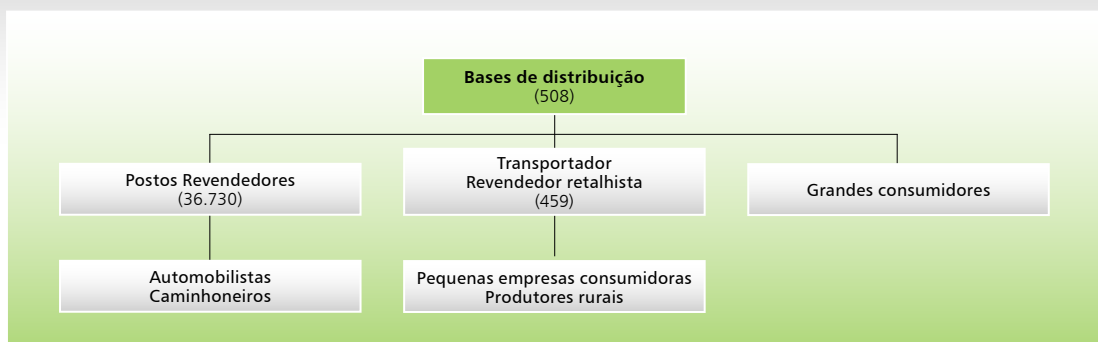 Bases de distribuição
(508)
Postos Revendedores
(36.730)
Transportador
Revendedor retalhista
(459)
Grandes consumidores
Automobilistas
Caminhoneiros
Pequenas empresas consumidoras
Produtores rurais